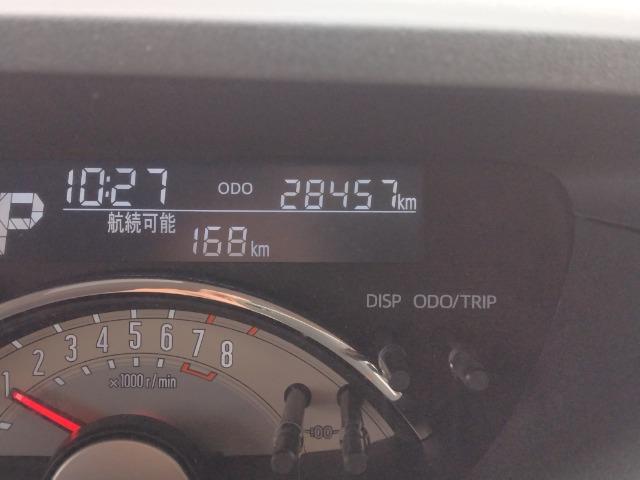 10:27 ODO 28457km
P 航続可能
168km
DISP ODO/TRIP
1 2 3 4 5 6 7 8
×1000 r/min